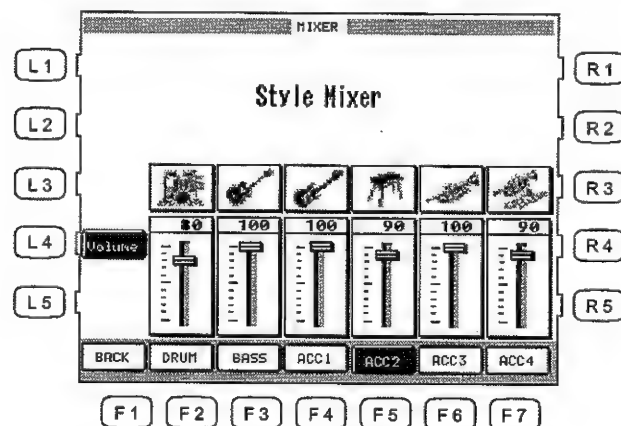 MIXER
L1 R1
Style Mixer
L2 R2
L3 R3
80 100 100 90 100 90
L4 Volume R4
L5 R5
BACK DRUM BASS ACC1 ACC2 ACC3 ACC4
F1 F2 F3 F4 F5 F6 F7